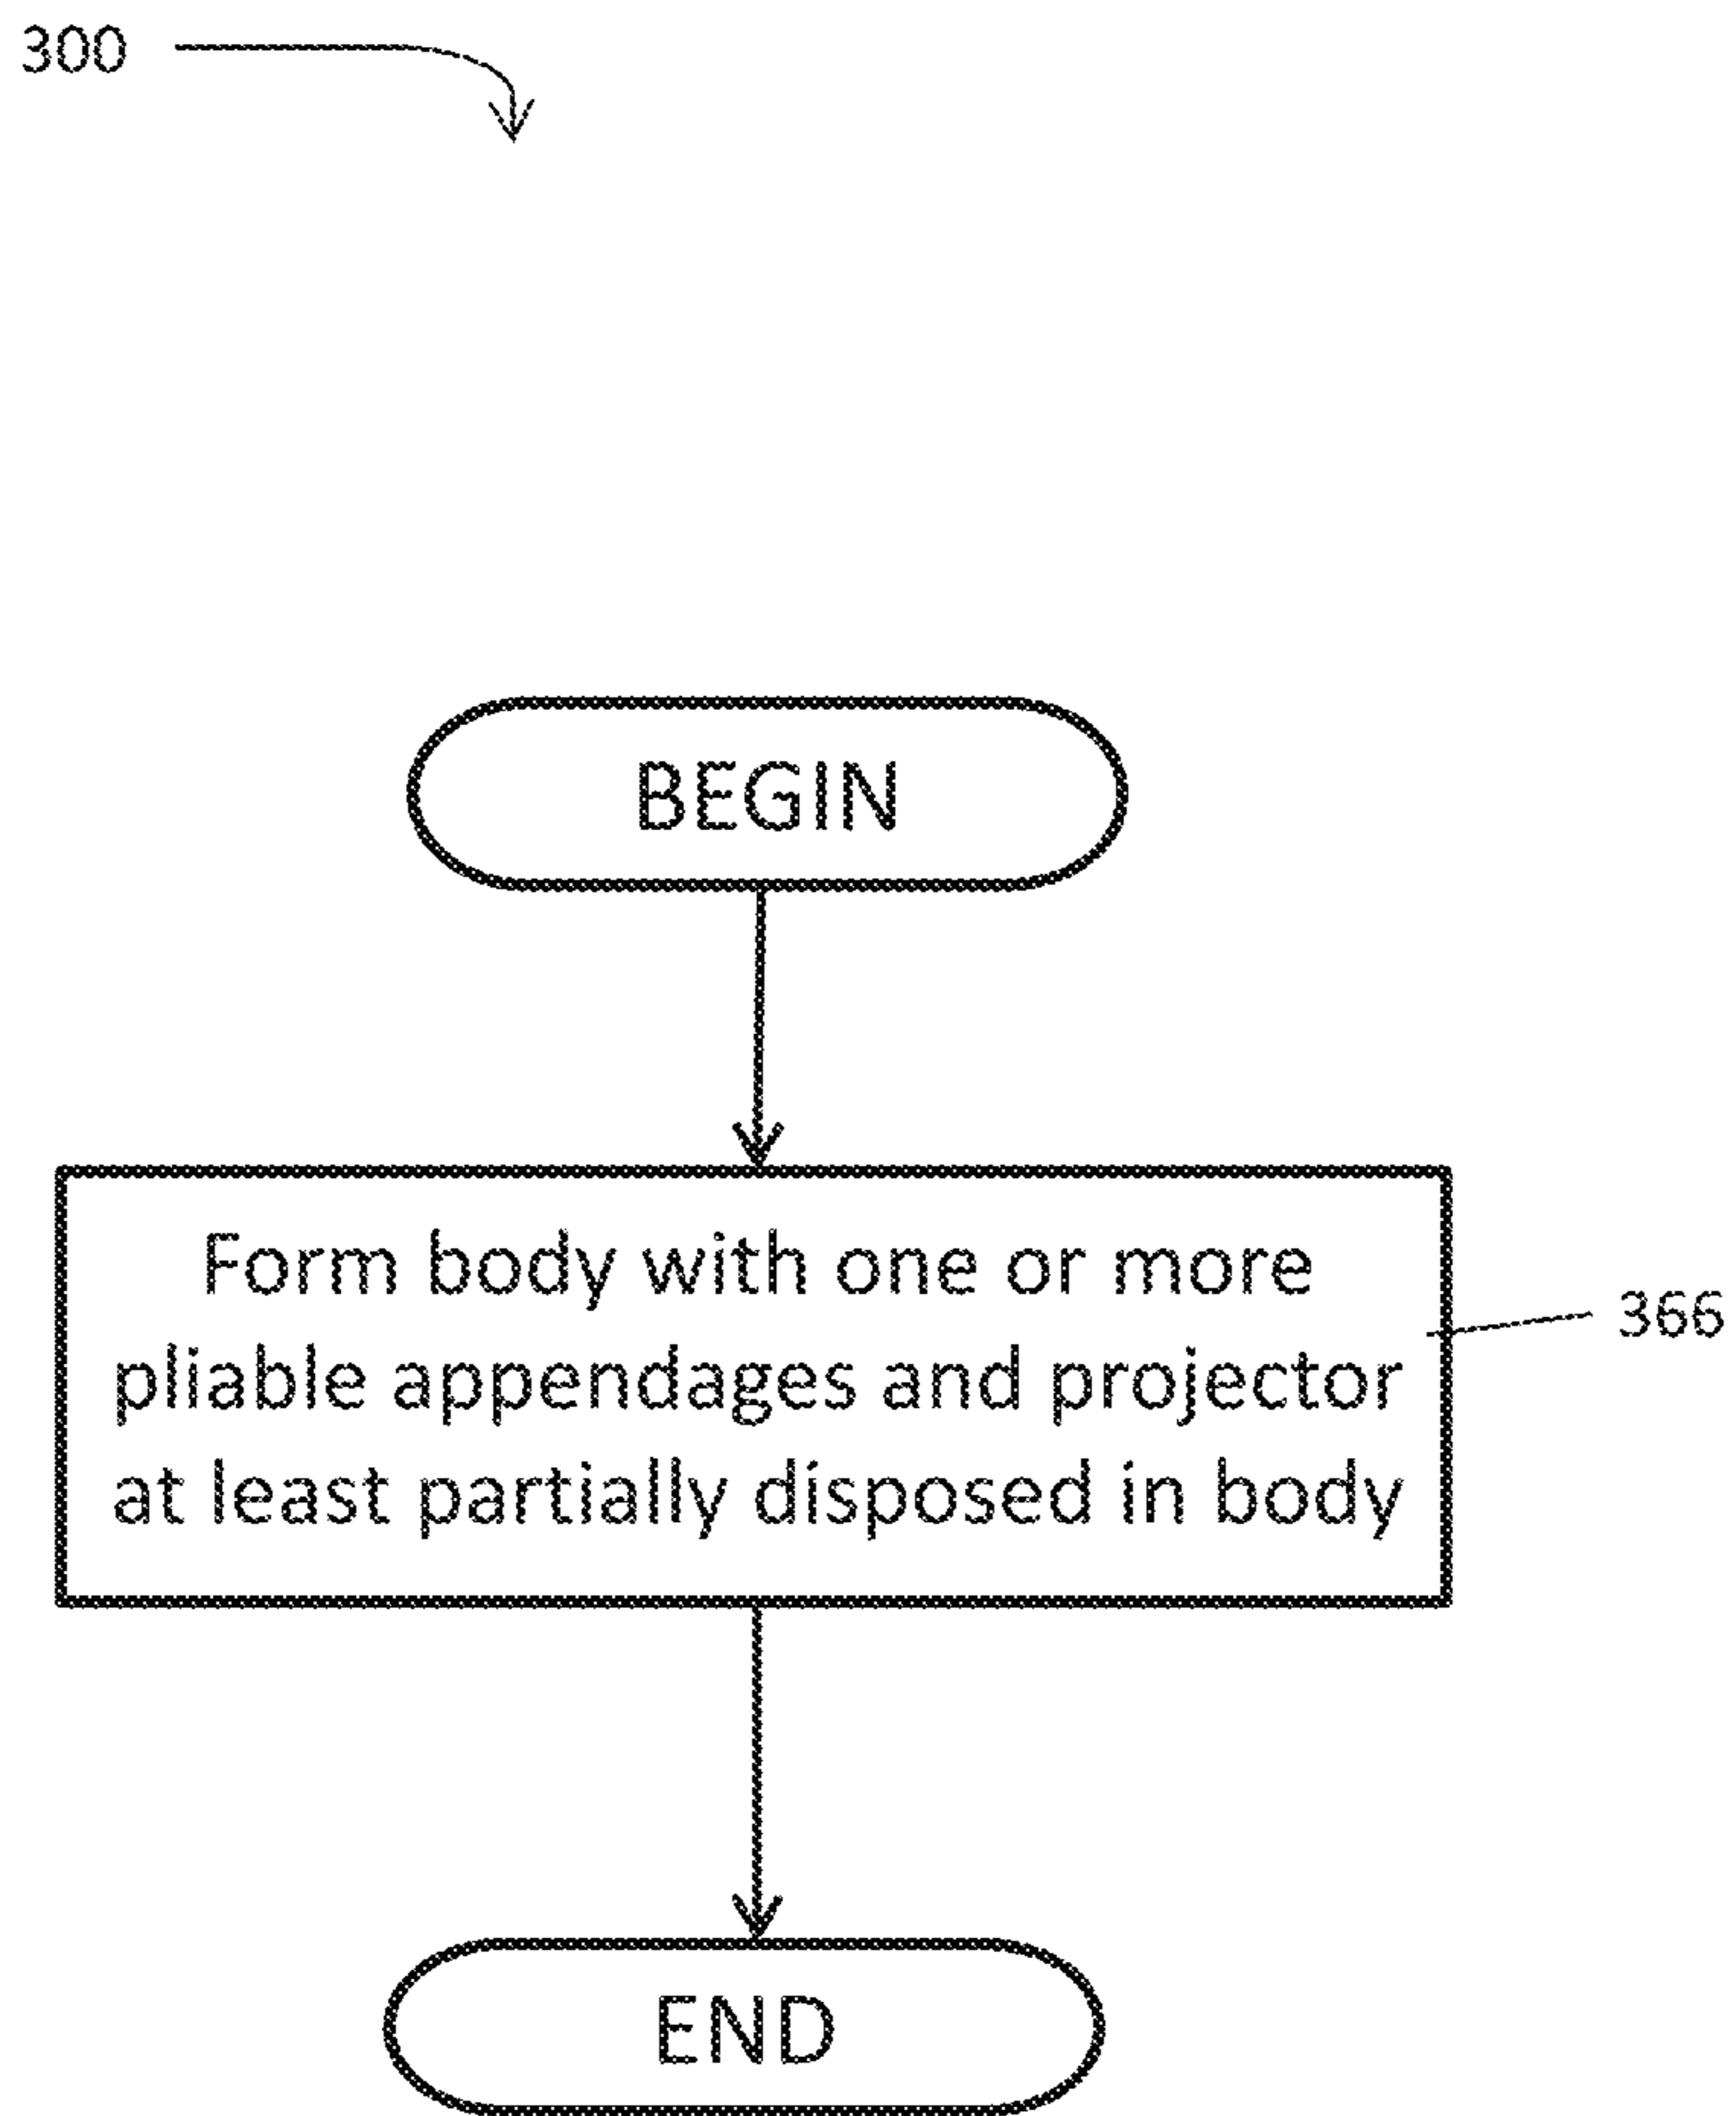 300
BEGIN
Form body with one or more
pliable appendages and projector
at least partially disposed in body
366
END